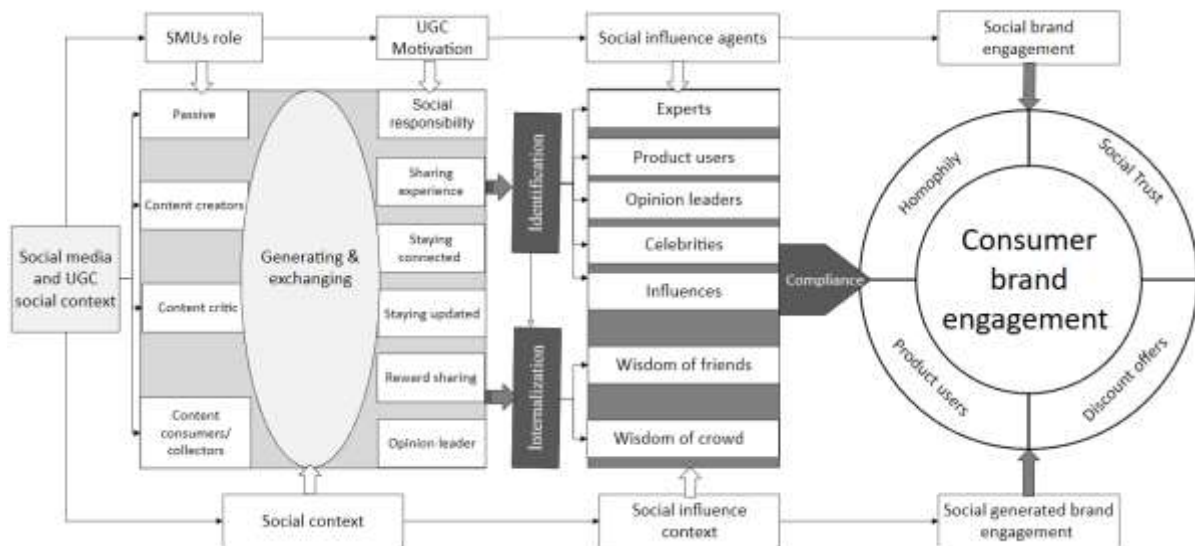 SMUs role
UGC
Motivation
Social influence agents
Social brand
engagement
Passive
Content creators
Content critic
Content
consumers/
collectors
Social media
and UGC
social context
Generating &
exchanging
Social
responsibility
Sharing
experience
Staying
connected
Staying updated
Reward sharing
Opinion-leader
Identification
Internalization
Experts
Product users
Opinion leaders
Celebrities
Influences
Wisdom of friends
Wisdom of crowd
Compliance
Homophily
Social Trust
Consumer
brand
engagement
Product users
Discount offers
Social context
Social influence
context
Social generated brand
engagement